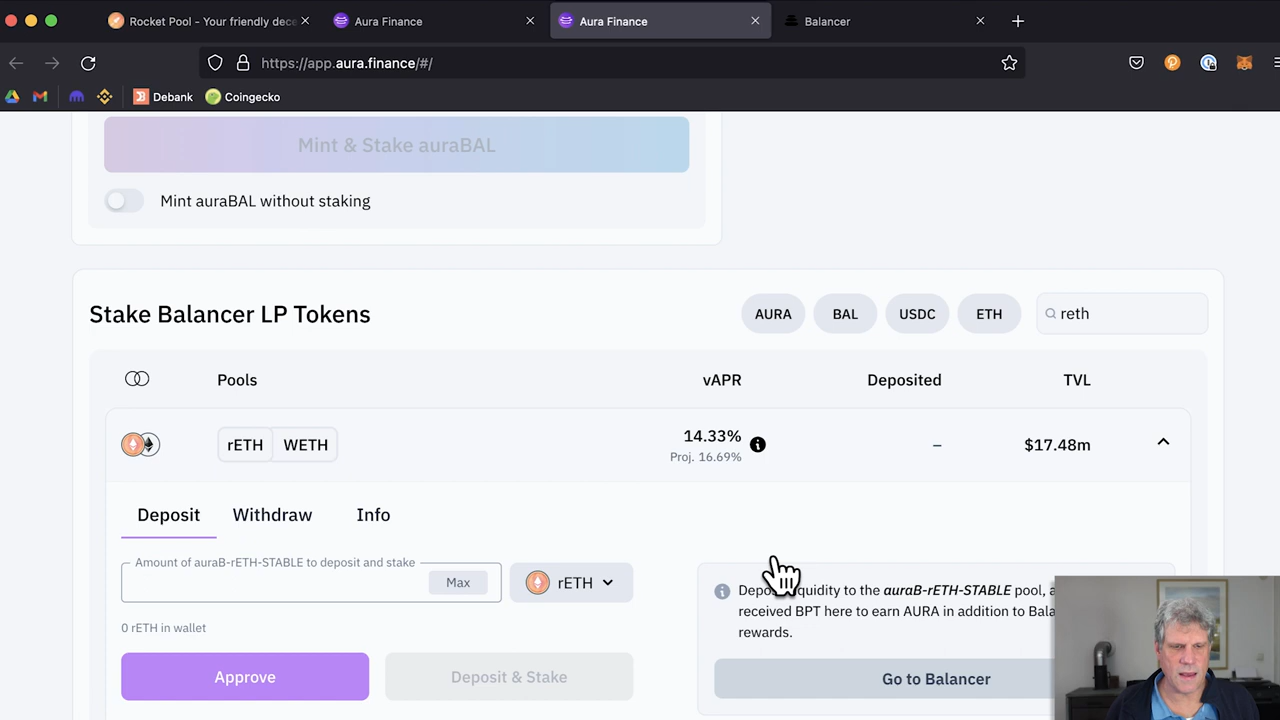 Rocket Pool - Your friendly dece
Aura Finance
Aura Finance
Balancer
https://app.aura.finance/#/
Debank
Coingecko
Mint & Stake auraBAL
Mint auraBAL without staking
Stake Balancer LP Tokens
AURA
BAL
USDC
ETH
reth
Pools
vAPR
Deposited
TVL
rETH
WETH
14.33%
Proj. 16.69%
–
$17.48m
Deposit
Withdraw
Info
Amount of auraB-rETH-STABLE to deposit and stake
Max
rETH
0 rETH in wallet
Approve
Deposit & Stake
liquidity to the auraB-rETH-STABLE pool,
received BPT here to earn AURA in addition to
rewards.
Go to Balancer